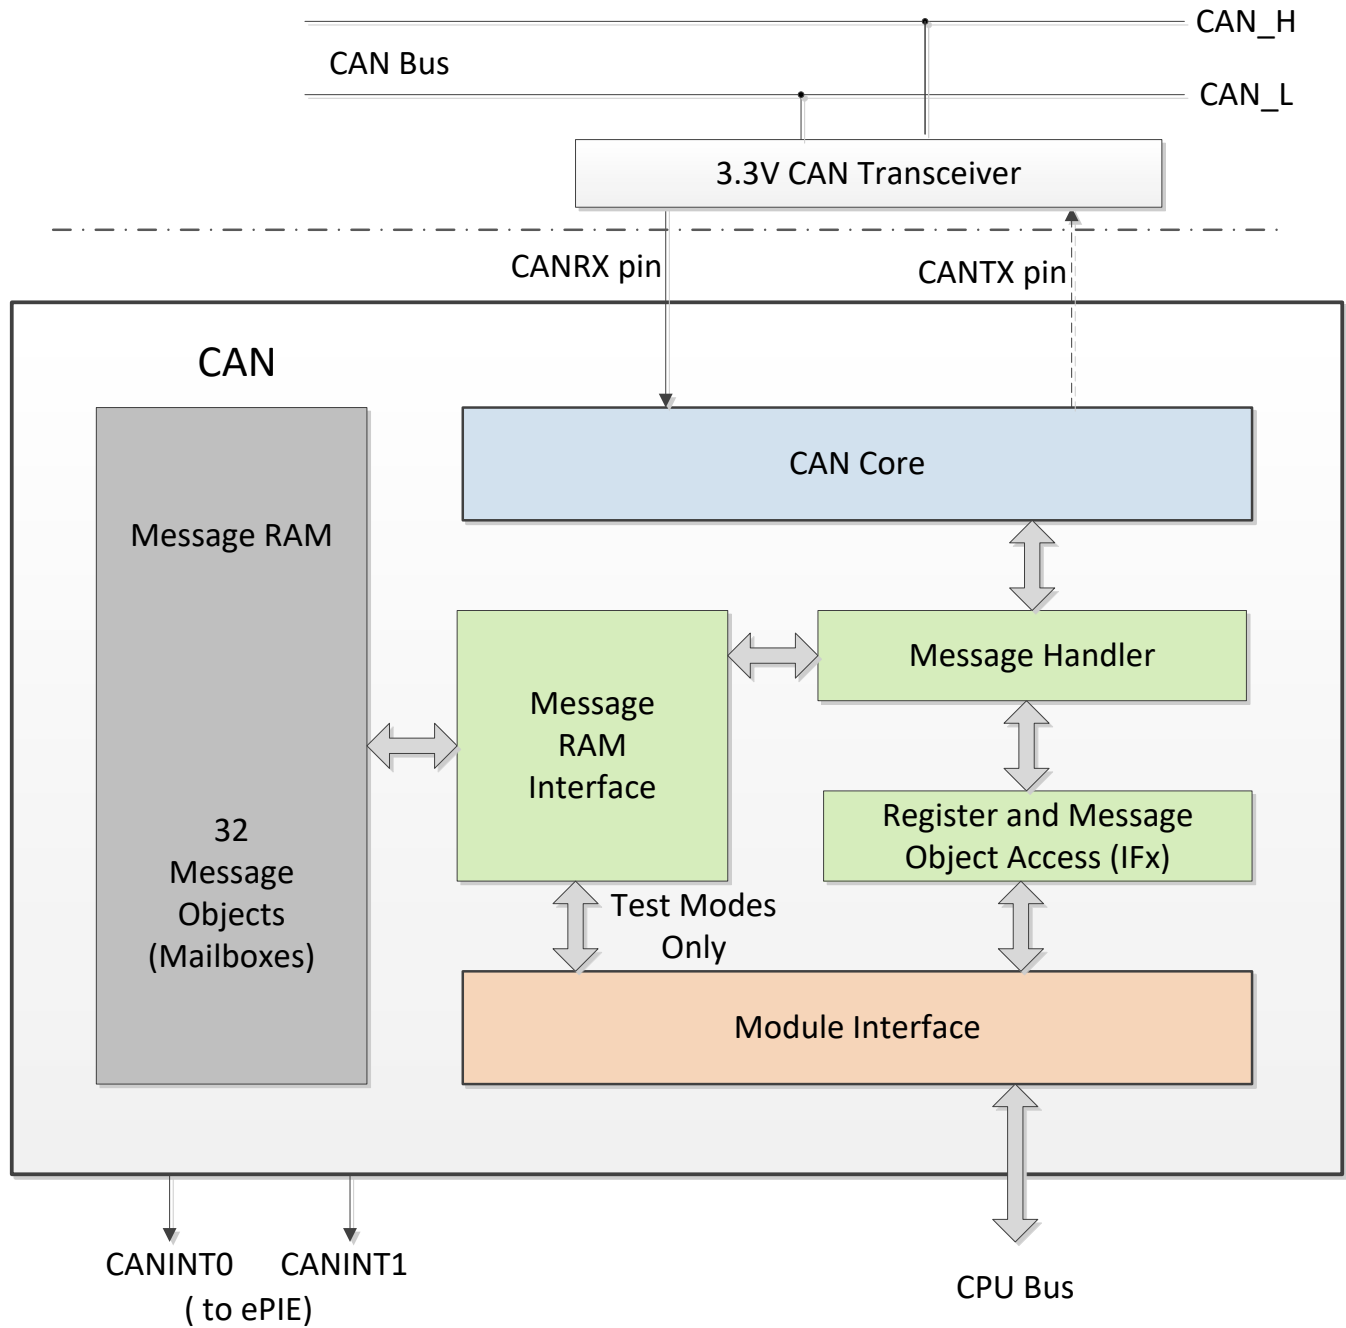 CAN_H
CAN Bus
CAN_L
3.3V CAN Transceiver
CANRX pin
CANTX pin
CAN
CAN Core
Message RAM
Message Handler
Message
RAM
Interface
Register and Message
Object Access (IFx)
32
Message
Objects
(Mailboxes)
Test Modes
Only
Module Interface
CANINT0
CANINT1
( to ePIE)
CPU Bus